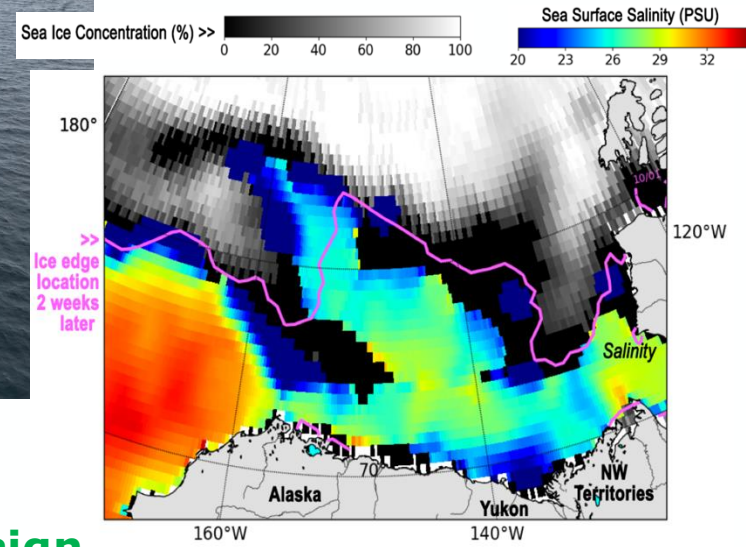 Sea Ice Concentration (%) >>
0 20 40 60 80 100
Sea Surface Salinity (PSU)
20 23 26 29 32
180°
10/01
120°W
>>
Ice edge
location
2 weeks
later
Salinity
70
Alaska
Yukon
NW
Territories
160°W
140°W